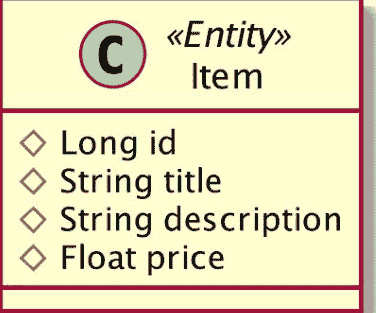 C
«Entity»
Item
Long id
String title
String description
Float price